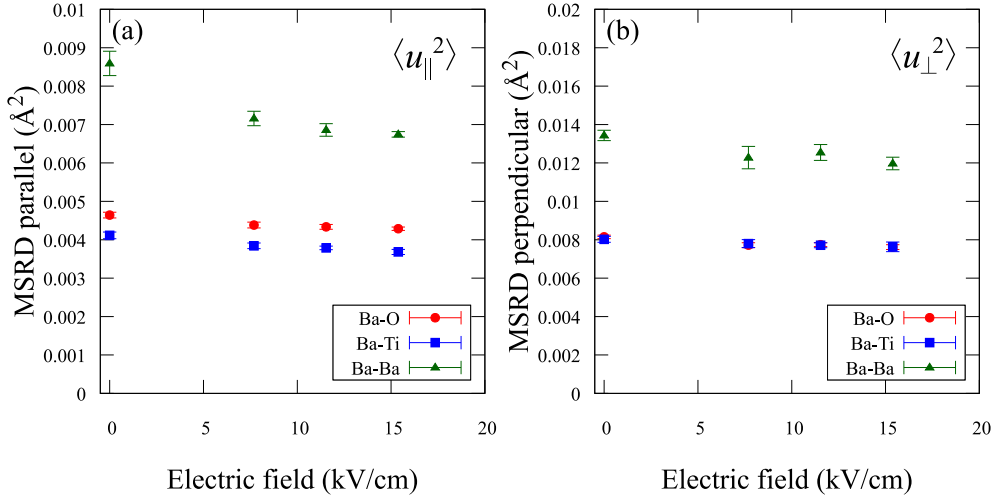 (a)
⟨u∥²⟩
MSRD parallel (Å²)
0.01
0.009
0.008
0.007
0.006
0.005
0.004
0.003
0.002
0.001
0
Ba-O
Ba-Ti
Ba-Ba
0 5 10 15 20
Electric field (kV/cm)
(b)
⟨u⊥²⟩
MSRD perpendicular (Å²)
0.02
0.018
0.016
0.014
0.012
0.01
0.008
0.006
0.004
0.002
0
Ba-O
Ba-Ti
Ba-Ba
0 5 10 15 20
Electric field (kV/cm)